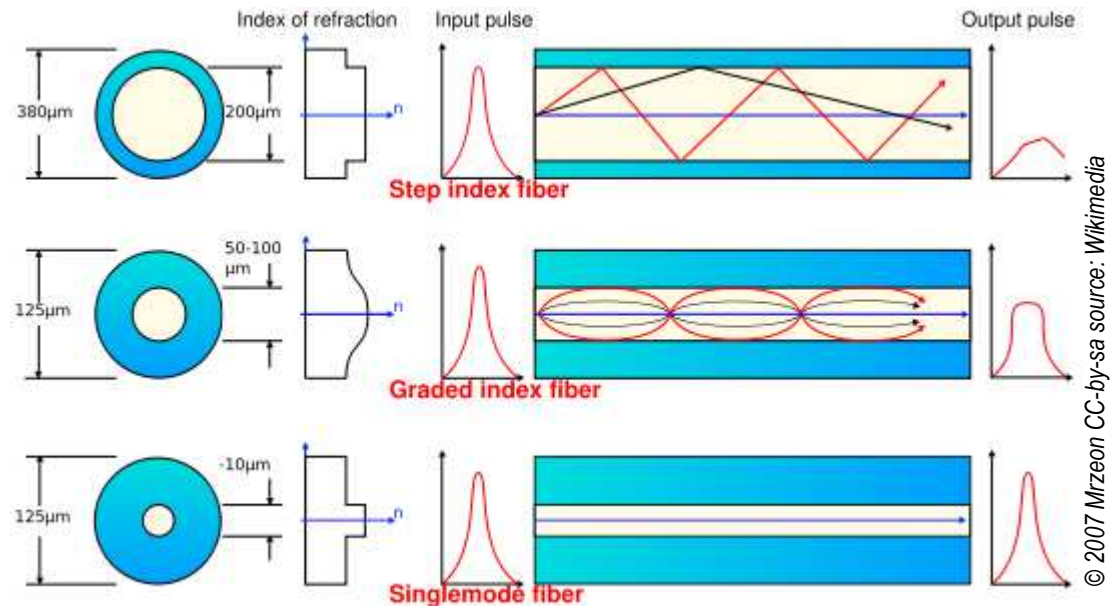 Index of refraction
Input pulse
Output pulse
380µm
200µm
n
Step index fiber
50-100
µm
125µm
n
Graded index fiber
-10µm
125µm
n
Singlemode fiber
© 2007 Mrzeon CC-by-sa source: Wikimedia